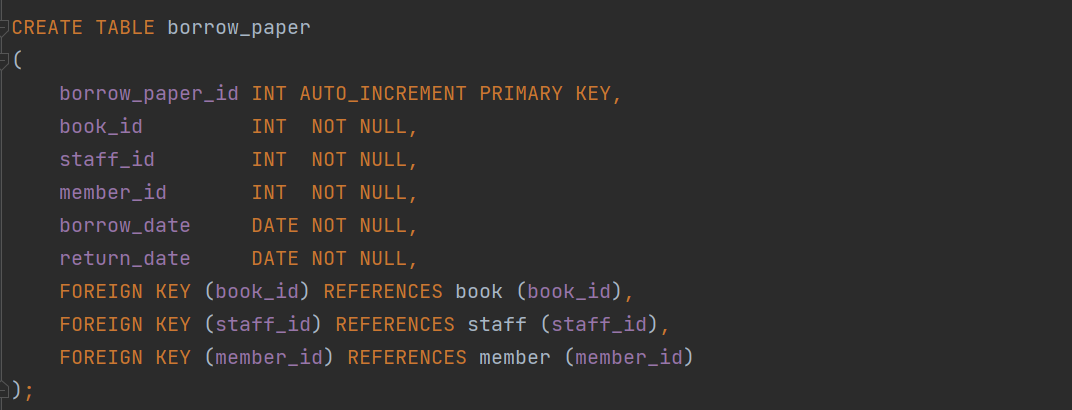 CREATE TABLE borrow_paper
(
    borrow_paper_id INT AUTO_INCREMENT PRIMARY KEY,
    book_id         INT  NOT NULL,
    staff_id        INT  NOT NULL,
    member_id       INT  NOT NULL,
    borrow_date     DATE NOT NULL,
    return_date     DATE NOT NULL,
    FOREIGN KEY (book_id) REFERENCES book (book_id),
    FOREIGN KEY (staff_id) REFERENCES staff (staff_id),
    FOREIGN KEY (member_id) REFERENCES member (member_id)
);